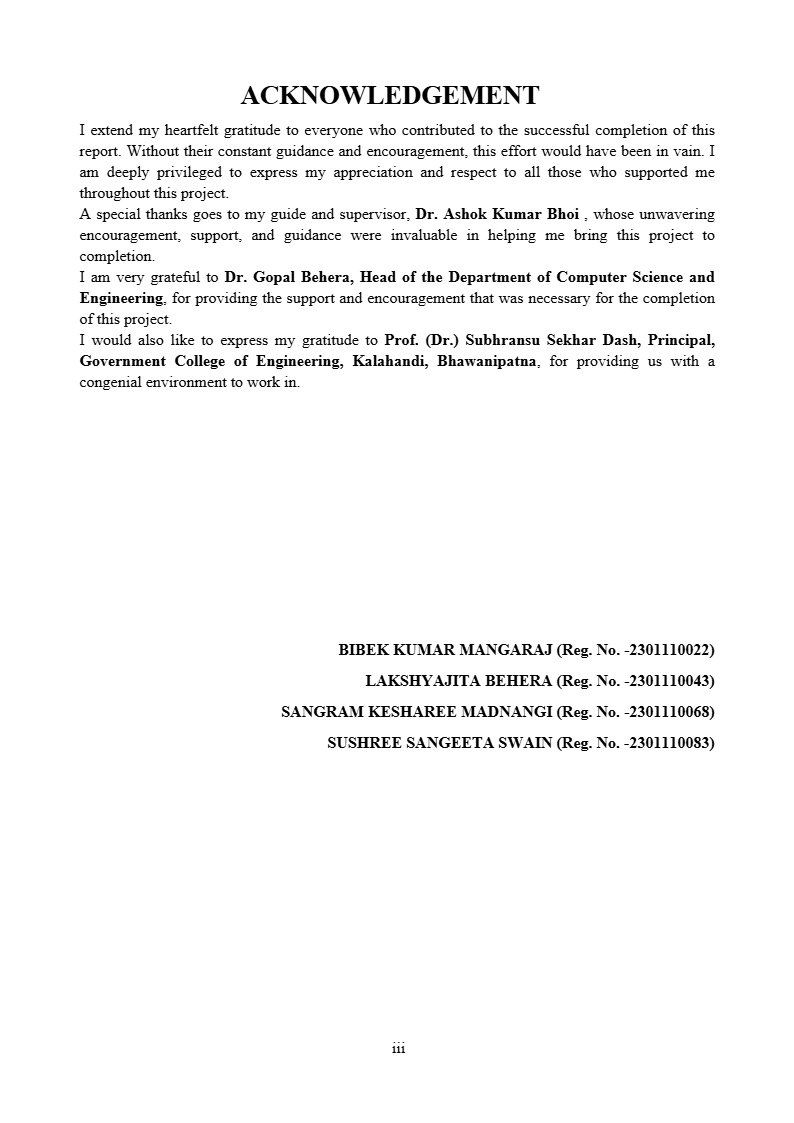 ACKNOWLEDGEMENT
I extend my heartfelt gratitude to everyone who contributed to the successful completion of this
report. Without their constant guidance and encouragement, this effort would have been in vain. I
am deeply privileged to express my appreciation and respect to all those who supported me
throughout this project.
A special thanks goes to my guide and supervisor, Dr. Ashok Kumar Bhoi , whose unwavering
encouragement, support, and guidance were invaluable in helping me bring this project to
completion.
I am very grateful to Dr. Gopal Behera, Head of the Department of Computer Science and
Engineering, for providing the support and encouragement that was necessary for the completion
of this project.
I would also like to express my gratitude to Prof. (Dr.) Subhransu Sekhar Dash, Principal,
Government College of Engineering, Kalahandi, Bhawanipatna, for providing us with a
congenial environment to work in.
BIBEK KUMAR MANGARAJ (Reg. No. -2301110022)
LAKSHYAJITA BEHERA (Reg. No. -2301110043)
SANGRAM KESHAREE MADNANGI (Reg. No. -2301110068)
SUSHREE SANGEETA SWAIN (Reg. No. -2301110083)
iii